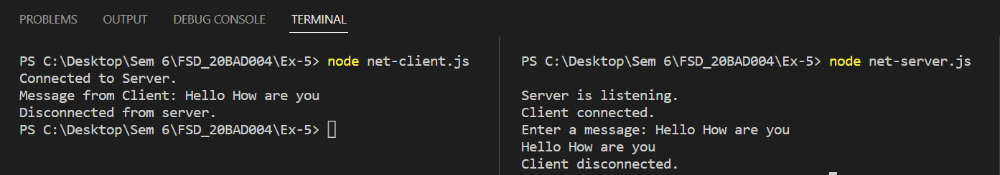 PROBLEMS OUTPUT DEBUG CONSOLE TERMINAL
PS C:\Desktop\Sem 6\FSD_20BAD004\Ex-5> node net-client.js
Connected to Server.
Message from Client: Hello How are you
Disconnected from server.
PS C:\Desktop\Sem 6\FSD_20BAD004\Ex-5>
PS C:\Desktop\Sem 6\FSD_20BAD004\Ex-5> node net-server.js
Server is listening.
Client connected.
Enter a message: Hello How are you
Hello How are you
Client disconnected.